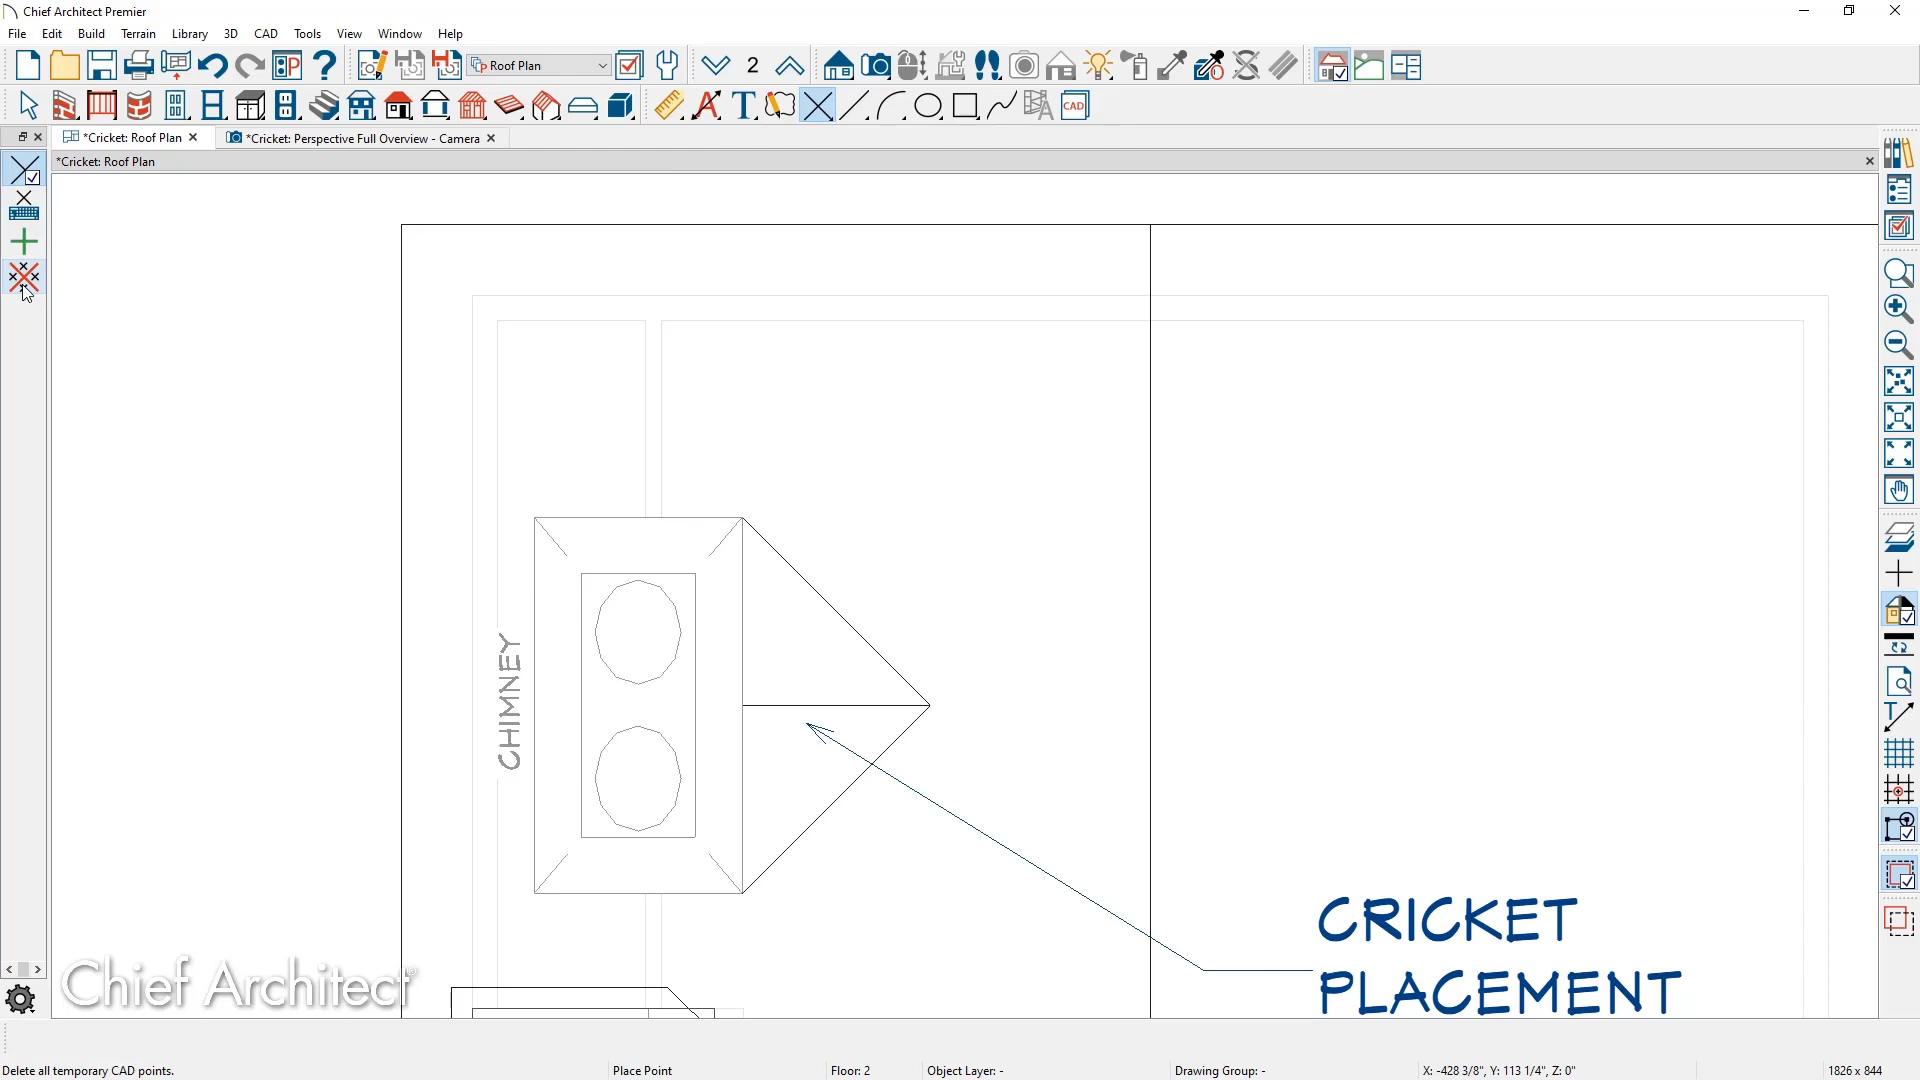 Chief Architect Premier
File Edit Build Terrain Library 3D CAD Tools View Window Help
Roof Plan 2
T CAD
*Cricket: Roof Plan *Cricket: Perspective Full Overview - Camera
*Cricket: Roof Plan
CHIMNEY
CRICKET
PLACEMENT
Chief Architect®
Delete all temporary CAD points. Place Point Floor: 2 Object Layer: - Drawing Group: - X: -428 3/8", Y: 113 1/4", Z: 0" 1826 x 844